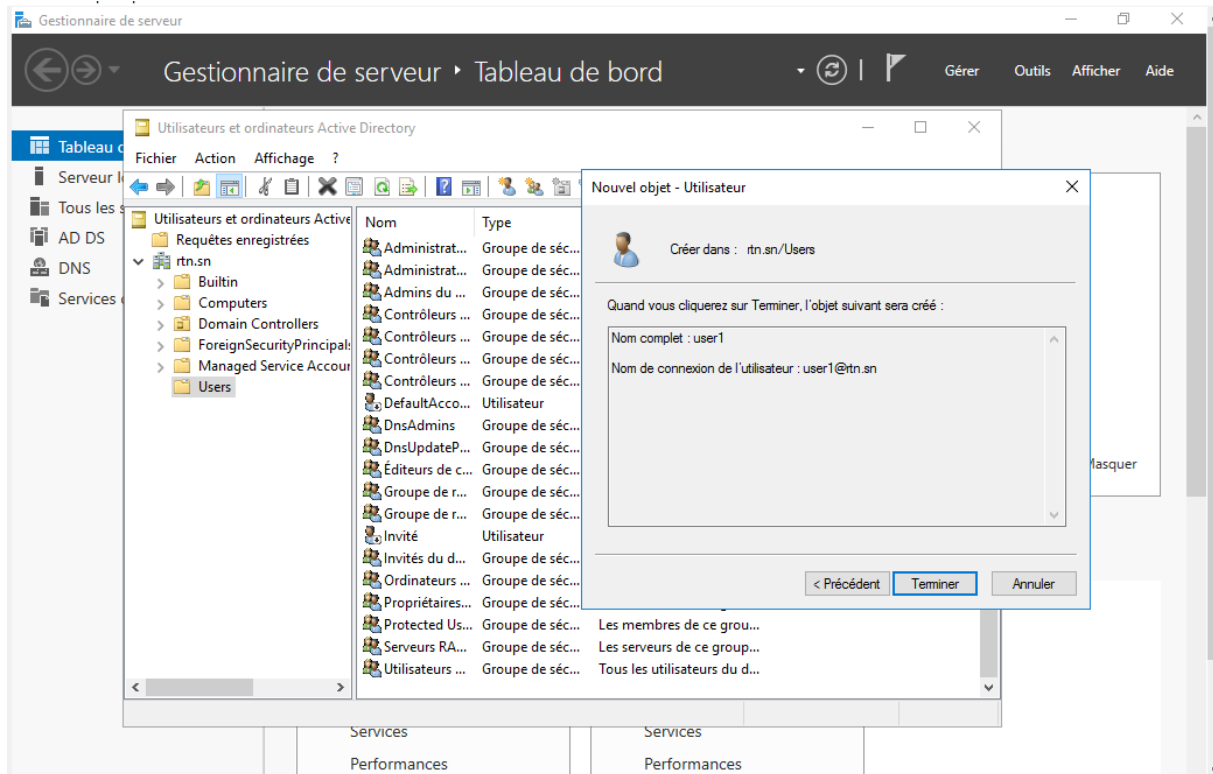 Gestionnaire de serveur
Gestionnaire de serveur ‣ Tableau de bord
Gérer Outils Afficher Aide
Tableau d
Serveur l
Tous les s
AD DS
DNS
Services
Utilisateurs et ordinateurs Active Directory
Fichier Action Affichage ?
Utilisateurs et ordinateurs Active
Requêtes enregistrées
rtn.sn
Builtin
Computers
Domain Controllers
ForeignSecurityPrincipals
Managed Service Accour
Users
Nom Type
Administrat... Groupe de séc...
Administrat... Groupe de séc...
Admins du ... Groupe de séc...
Contrôleurs ... Groupe de séc...
Contrôleurs ... Groupe de séc...
Contrôleurs ... Groupe de séc...
Contrôleurs ... Groupe de séc...
DefaultAcco... Utilisateur
DnsAdmins Groupe de séc...
DnsUpdateP... Groupe de séc...
Éditeurs de c... Groupe de séc...
Groupe de r... Groupe de séc...
Groupe de r... Groupe de séc...
Invité Utilisateur
Invités du d... Groupe de séc...
Ordinateurs ... Groupe de séc...
Propriétaires... Groupe de séc...
Protected Us... Groupe de séc... Les membres de ce grou...
Serveurs RA... Groupe de séc... Les serveurs de ce group...
Utilisateurs ... Groupe de séc... Tous les utilisateurs du d...
Nouvel objet - Utilisateur
Créer dans : rtn.sn/Users
Quand vous cliquerez sur Terminer, l'objet suivant sera créé :
Nom complet : user1
Nom de connexion de l'utilisateur : user1@rtn.sn
< Précédent Terminer Annuler
Masquer
Services Services
Performances Performances